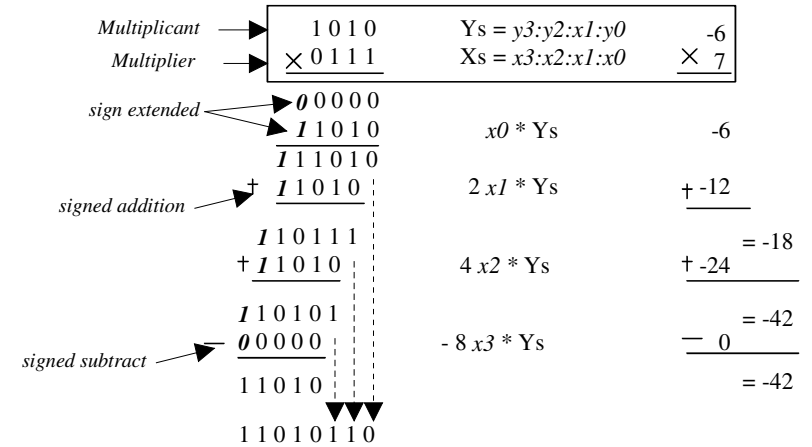 Multiplicant 1 0 1 0 Ys = y3:y2:x1:y0 -6
Multiplier × 0 1 1 1 Xs = x3:x2:x1:x0 × 7
0 0 0 0 0
sign extended
1 1 0 1 0 x0 * Ys -6
1 1 1 0 1 0
+ 1 1 0 1 0 2 x1 * Ys + -12
signed addition
1 1 0 1 1 1 = -18
+ 1 1 0 1 0 4 x2 * Ys + -24
1 1 0 1 0 1 = -42
— 0 0 0 0 0 - 8 x3 * Ys — 0
signed subtract
1 1 0 1 0 = -42
1 1 0 1 0 1 1 0